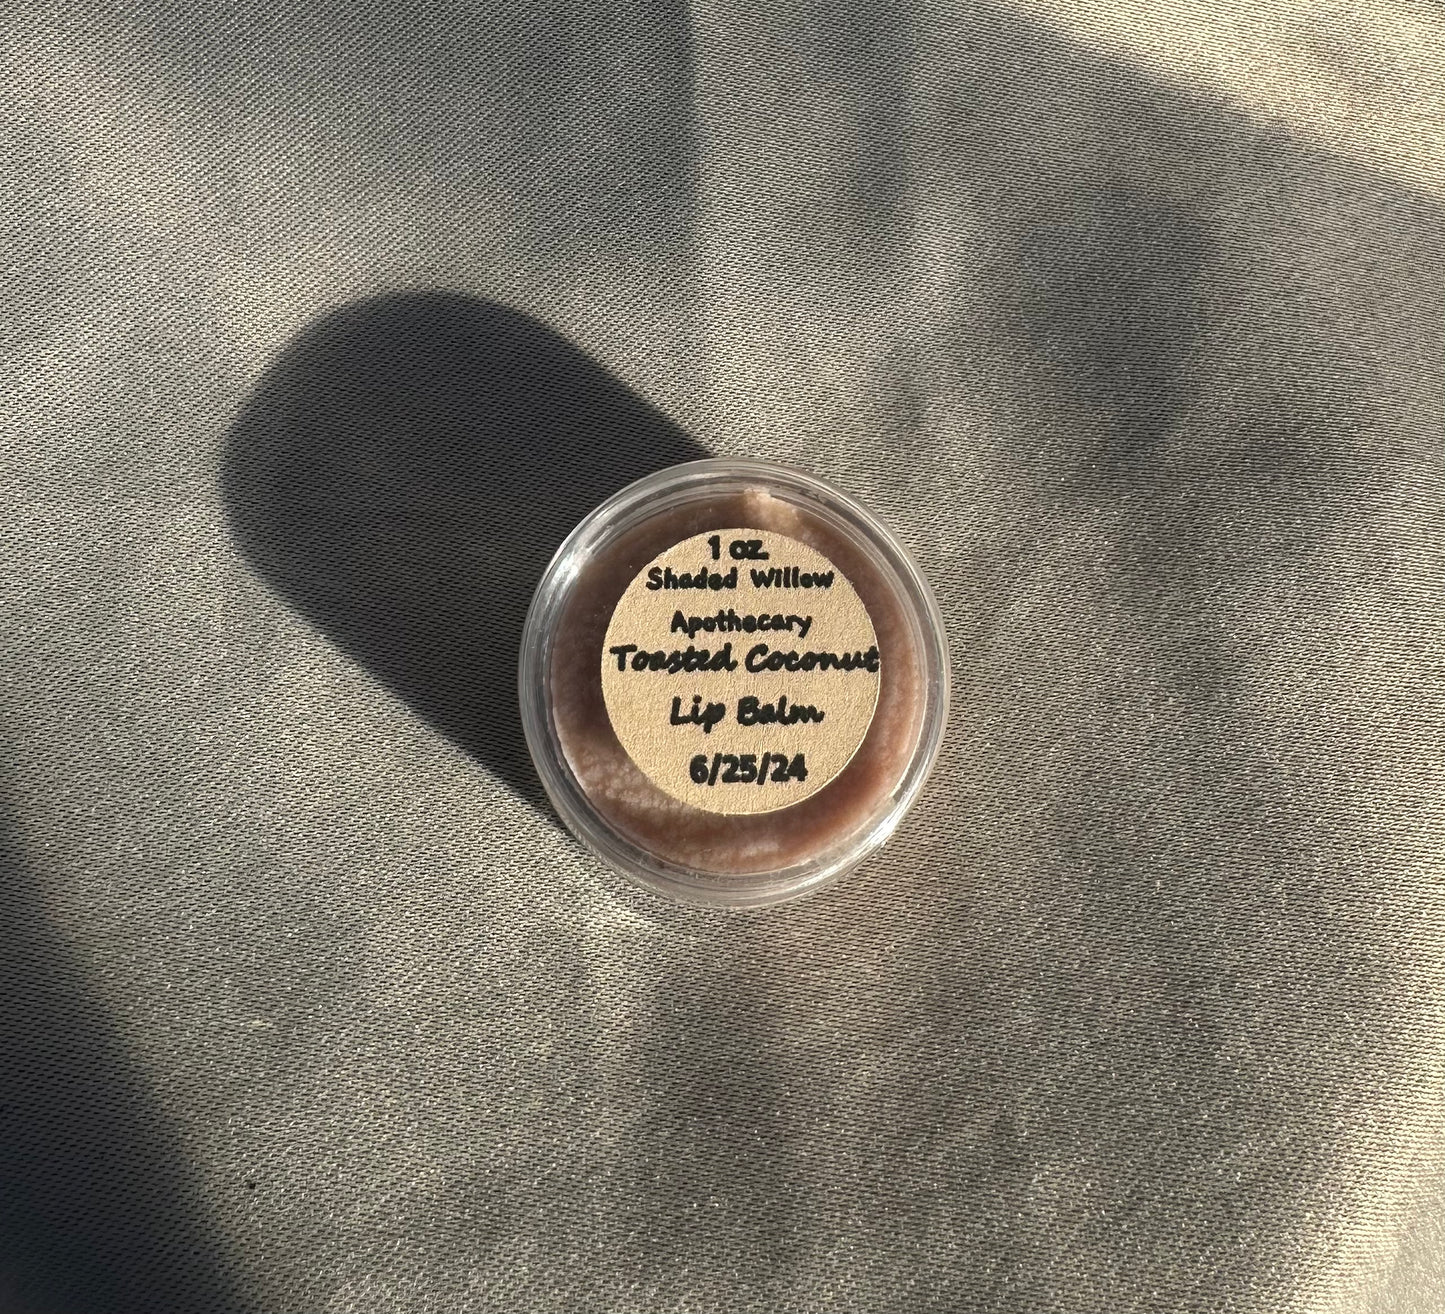 1 oz.
Shaded Willow
Apothecary
Toasted Coconut
Lip Balm
6/25/24